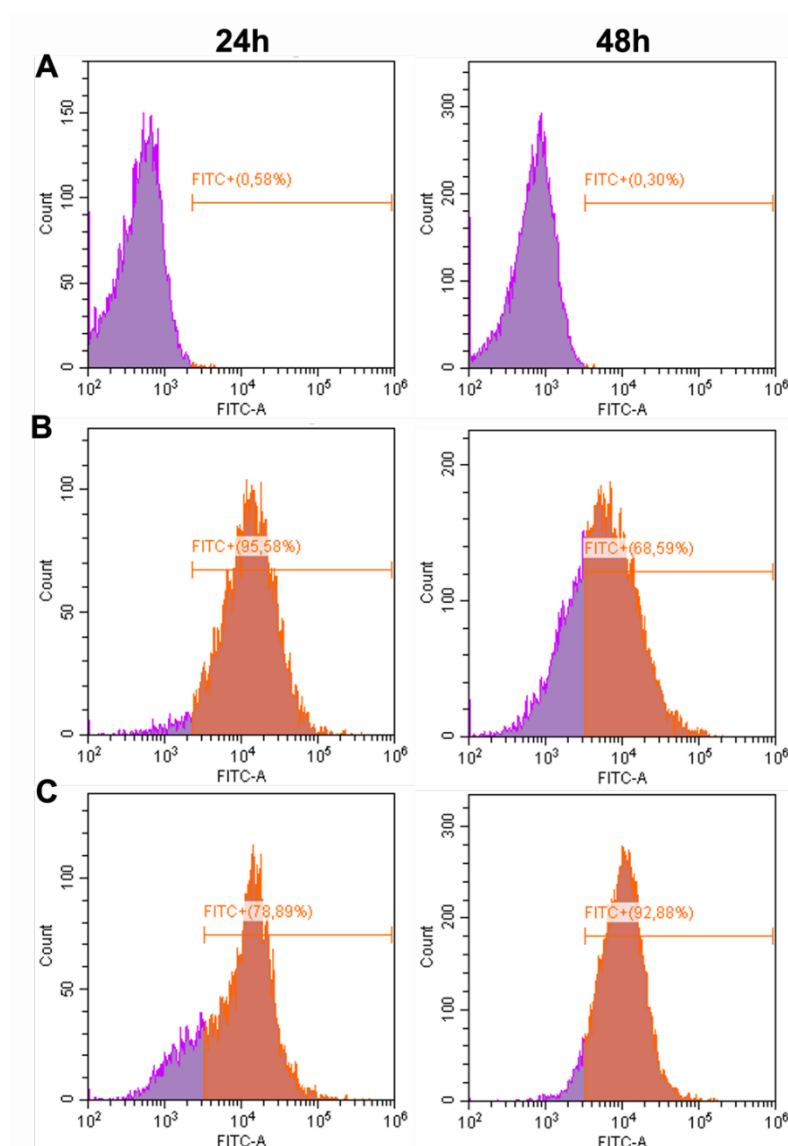 24h 48h
A
150
100
50
0
Count
FITC+(0,58%)
10² 10³ 10⁴ 10⁵ 10⁶
FITC-A
300
200
100
0
Count
FITC+(0,30%)
10² 10³ 10⁴ 10⁵ 10⁶
FITC-A
B
100
50
0
Count
FITC+(95,58%)
10² 10³ 10⁴ 10⁵ 10⁶
FITC-A
200
100
0
Count
FITC+(68,59%)
10² 10³ 10⁴ 10⁵ 10⁶
FITC-A
C
100
50
0
Count
FITC+(78,89%)
10² 10³ 10⁴ 10⁵ 10⁶
FITC-A
300
200
100
0
Count
FITC+(92,88%)
10² 10³ 10⁴ 10⁵ 10⁶
FITC-A